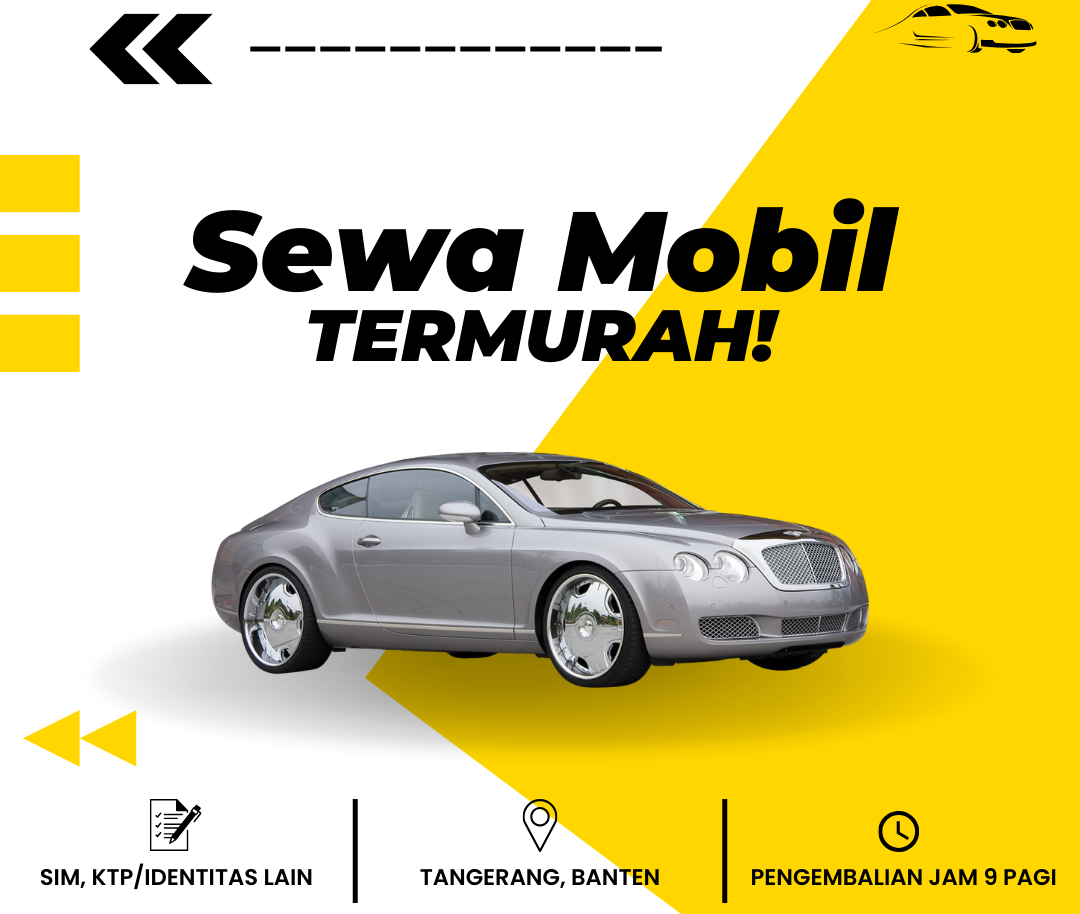 Sewa Mobil
TERMURAH!
SIM, KTP/IDENTITAS LAIN
TANGERANG, BANTEN
PENGEMBALIAN JAM 9 PAGI